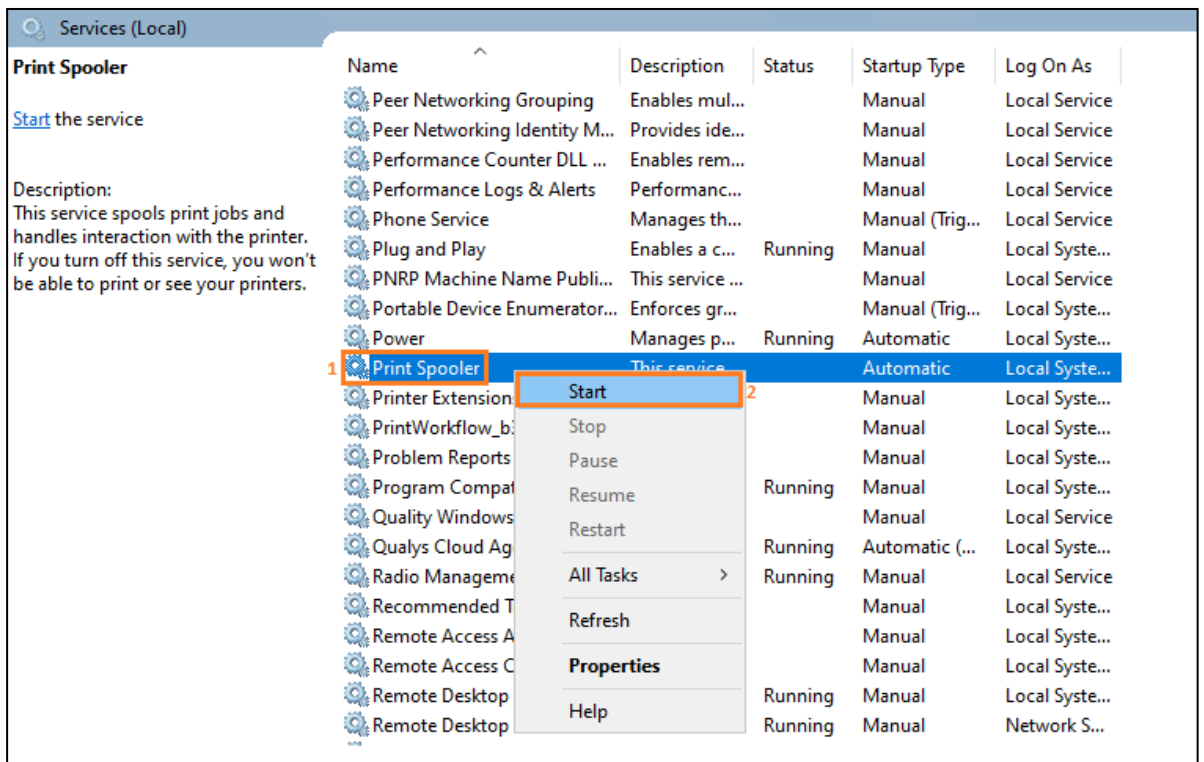 Services (Local)
Print Spooler
Start the service
Description:
This service spools print jobs and
handles interaction with the printer.
If you turn off this service, you won't
be able to print or see your printers.
Name Description Status Startup Type Log On As
Peer Networking Grouping Enables mul... Manual Local Service
Peer Networking Identity M... Provides ide... Manual Local Service
Performance Counter DLL ... Enables rem... Manual Local Service
Performance Logs & Alerts Performanc... Manual Local Service
Phone Service Manages th... Manual (Trig... Local Service
Plug and Play Enables a c... Running Manual Local Syste...
PNRP Machine Name Publi... This service ... Manual Local Service
Portable Device Enumerator... Enforces gr... Manual (Trig... Local Syste...
Power Manages p... Running Automatic Local Syste...
1 Print Spooler This service Automatic Local Syste...
Printer Extension Manual Local Syste...
PrintWorkflow_b Manual Local Syste...
Problem Reports Manual Local Syste...
Program Compat Running Manual Local Syste...
Quality Windows Manual Local Service
Qualys Cloud Ag Running Automatic (... Local Syste...
Radio Manageme Running Manual Local Service
Recommended T Manual Local Syste...
Remote Access A Manual Local Syste...
Remote Access C Manual Local Syste...
Remote Desktop Running Manual Local Syste...
Remote Desktop Running Manual Network S...
Start 2
Stop
Pause
Resume
Restart
All Tasks >
Refresh
Properties
Help